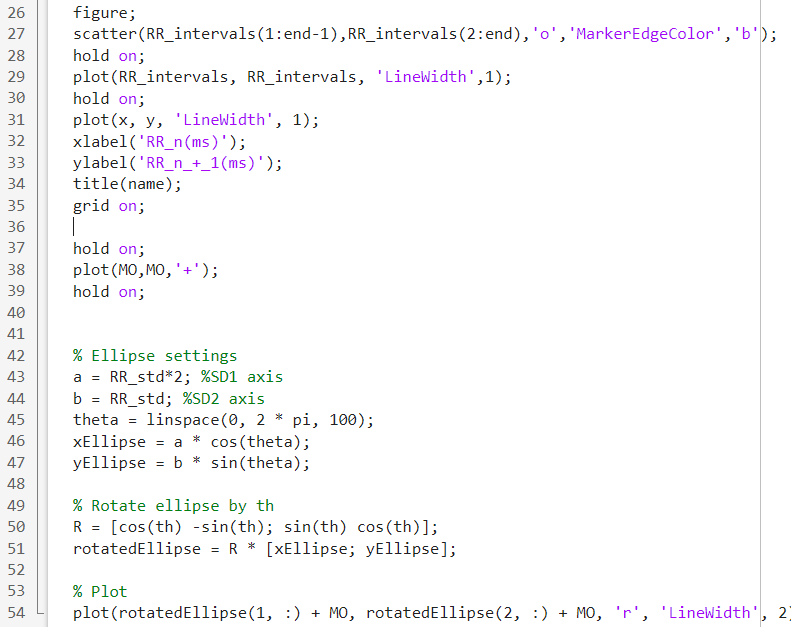 26 figure;
27 scatter(RR_intervals(1:end-1),RR_intervals(2:end),'o','MarkerEdgeColor','b');
28 hold on;
29 plot(RR_intervals, RR_intervals, 'LineWidth',1);
30 hold on;
31 plot(x, y, 'LineWidth', 1);
32 xlabel('RR_n(ms)');
33 ylabel('RR_n_+_1(ms)');
34 title(name);
35 grid on;
36
37 hold on;
38 plot(MO,MO,'+');
39 hold on;
40
41
42 % Ellipse settings
43 a = RR_std*2; %SD1 axis
44 b = RR_std; %SD2 axis
45 theta = linspace(0, 2 * pi, 100);
46 xEllipse = a * cos(theta);
47 yEllipse = b * sin(theta);
48
49 % Rotate ellipse by th
50 R = [cos(th) -sin(th); sin(th) cos(th)];
51 rotatedEllipse = R * [xEllipse; yEllipse];
52
53 % Plot
54 plot(rotatedEllipse(1, :) + MO, rotatedEllipse(2, :) + MO, 'r', 'LineWidth', 2)